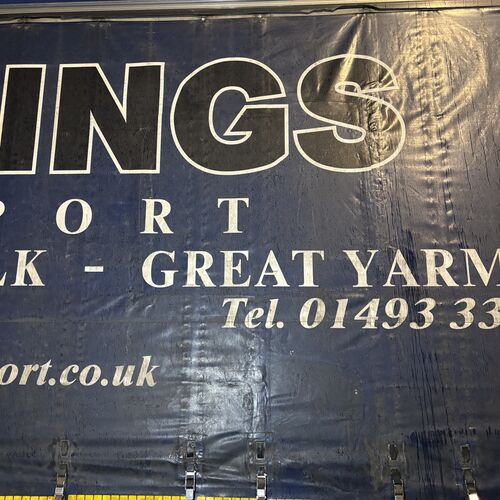 INGS
PORT
LK - GREAT YARM
Tel. 01493 33
ort.co.uk